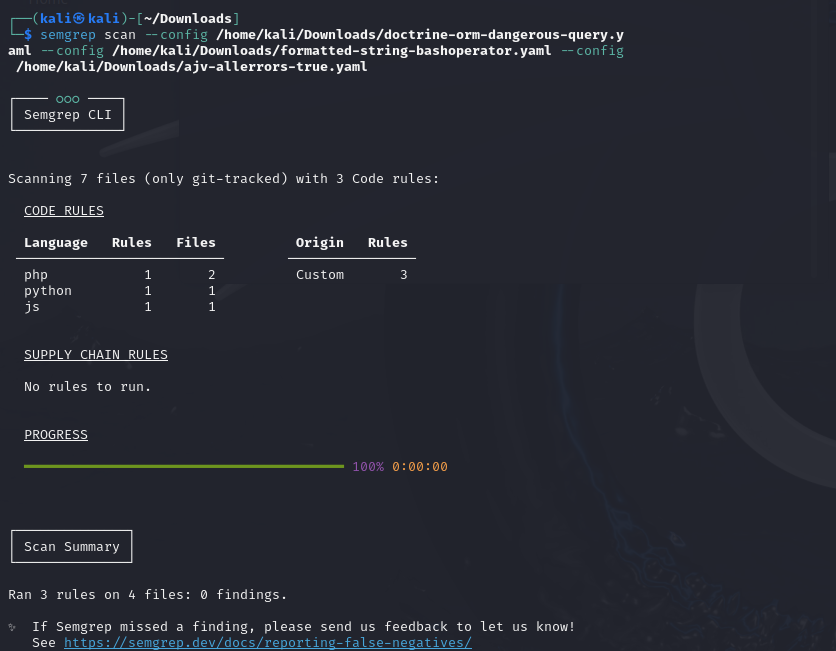 ┌──(kali㉿kali)-[~/Downloads]
└─$ semgrep scan --config /home/kali/Downloads/doctrine-orm-dangerous-query.y
aml --config /home/kali/Downloads/formatted-string-bashoperator.yaml --config
/home/kali/Downloads/ajv-allerrors-true.yaml
○○○
Semgrep CLI
Scanning 7 files (only git-tracked) with 3 Code rules:
CODE RULES
Language Rules Files Origin Rules
php 1 2 Custom 3
python 1 1
js 1 1
SUPPLY CHAIN RULES
No rules to run.
PROGRESS
100% 0:00:00
Scan Summary
Ran 3 rules on 4 files: 0 findings.
✨ If Semgrep missed a finding, please send us feedback to let us know!
See https://semgrep.dev/docs/reporting-false-negatives/